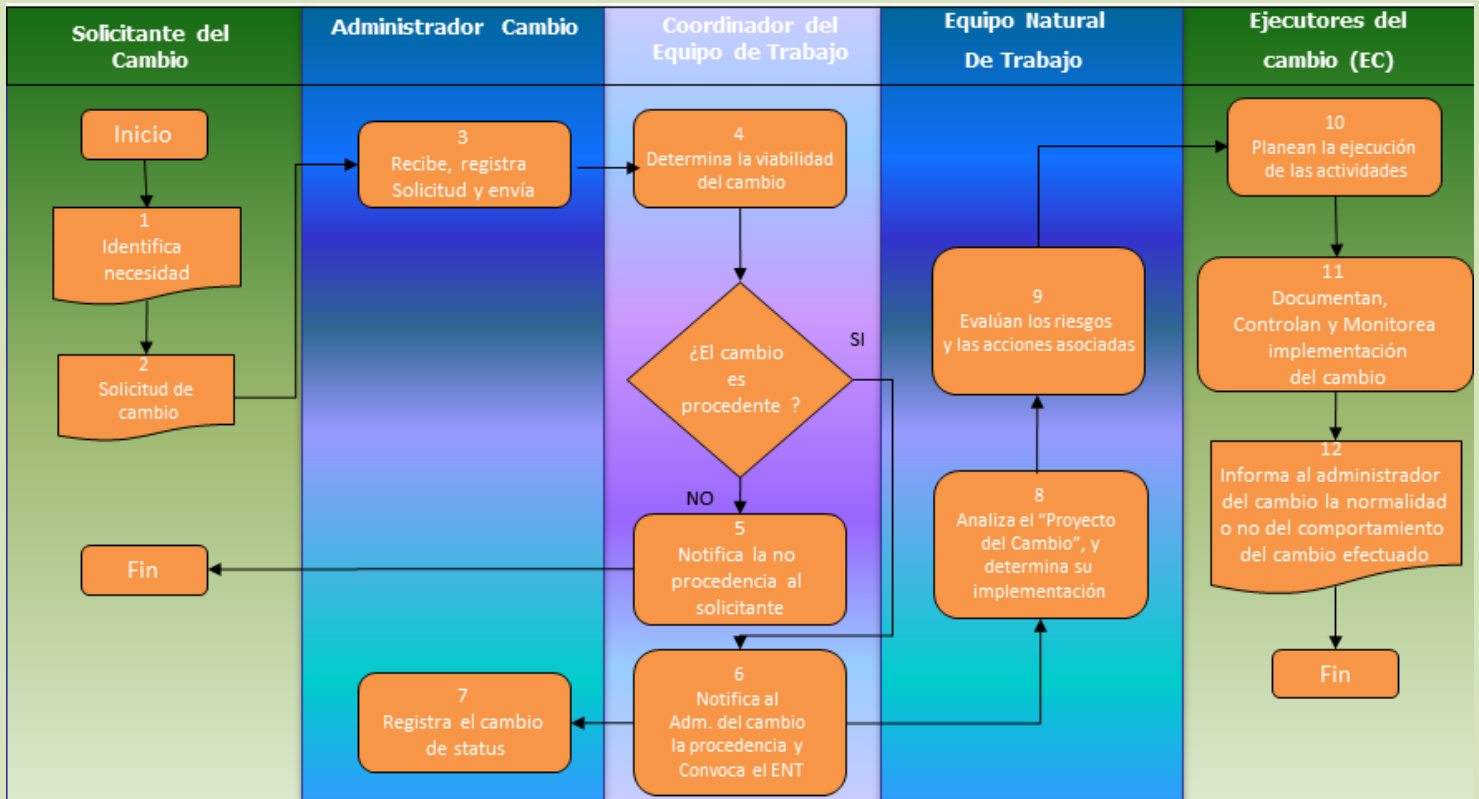 Solicitante del
Cambio
Administrador Cambio
Coordinador del
Equipo de Trabajo
Equipo Natural
De Trabajo
Ejecutores del
cambio (EC)
Inicio
1
Identifica
necesidad
2
Solicitud de
cambio
3
Recibe, registra
Solicitud y envía
4
Determina la viabilidad
del cambio
¿El cambio
es
procedente ?
SI
NO
5
Notifica la no
procedencia al
solicitante
Fin
6
Notifica al
Adm. del cambio
la procedencia y
Convoca el ENT
7
Registra el cambio
de status
8
Analiza el “Proyecto
del Cambio”, y
determina su
implementación
9
Evalúan los riesgos
y las acciones asociadas
10
Planean la ejecución
de las actividades
11
Documentan,
Controlan y Monitorea
implementación
del cambio
12
Informa al administrador
del cambio la normalidad
o no del comportamiento
del cambio efectuado
Fin